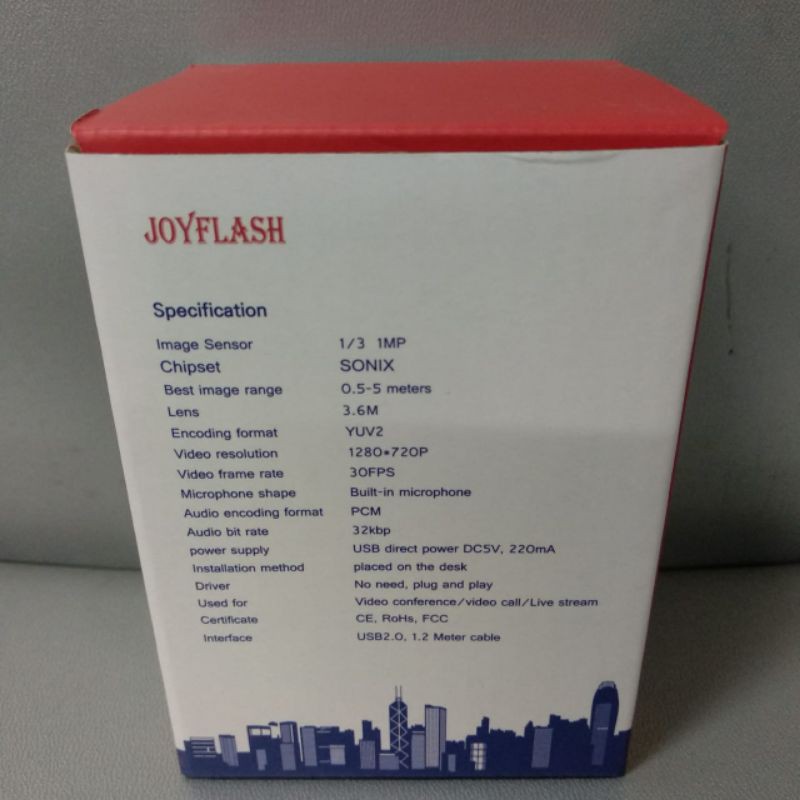 JOYFLASH
Specification
Image Sensor 1/3 1MP
Chipset SONIX
Best image range 0.5-5 meters
Lens 3.6M
Encoding format YUV2
Video resolution 1280*720P
Video frame rate 30FPS
Microphone shape Built-in microphone
Audio encoding format PCM
Audio bit rate 32kbp
power supply USB direct power DC5V, 220mA
Installation method placed on the desk
Driver No need, plug and play
Used for Video conference/video call/Live stream
Certificate CE, RoHs, FCC
Interface USB2.0, 1.2 Meter cable